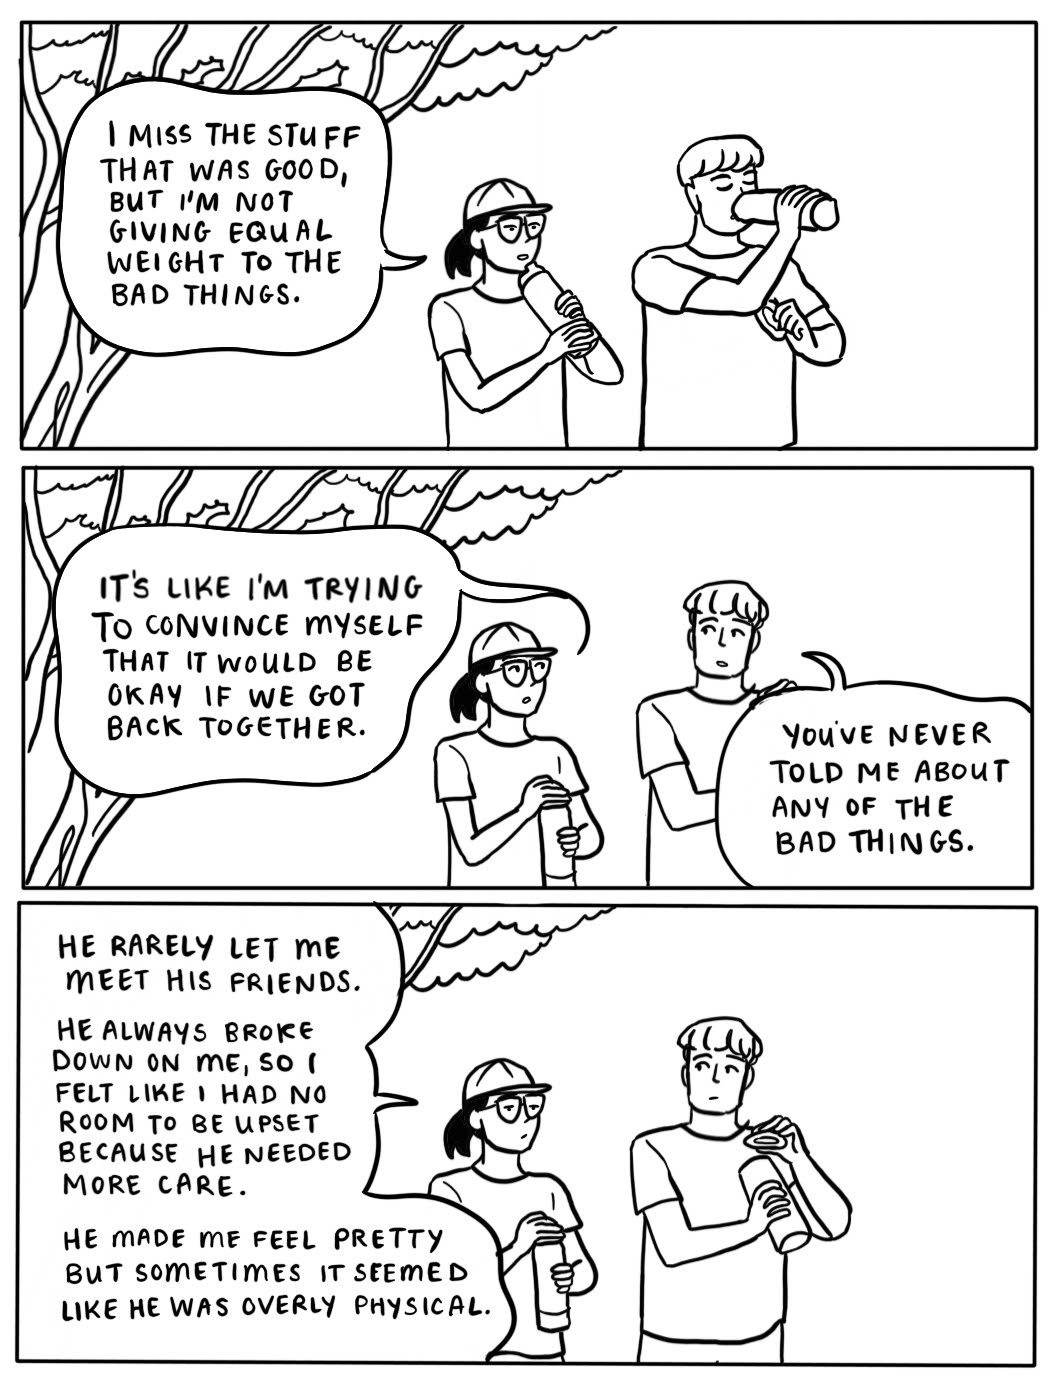 I MISS THE STUFF
THAT WAS GOOD,
BUT I'M NOT
GIVING EQUAL
WEIGHT TO THE
BAD THINGS.
IT'S LIKE I'M TRYING
TO CONVINCE MYSELF
THAT IT WOULD BE
OKAY IF WE GOT
BACK TOGETHER.
YOU'VE NEVER
TOLD ME ABOUT
ANY OF THE
BAD THINGS.
HE RARELY LET ME
MEET HIS FRIENDS.
HE ALWAYS BROKE
DOWN ON ME, SO I
FELT LIKE I HAD NO
ROOM TO BE UPSET
BECAUSE HE NEEDED
MORE CARE.
HE MADE ME FEEL PRETTY
BUT SOMETIMES IT SEEMED
LIKE HE WAS OVERLY PHYSICAL.